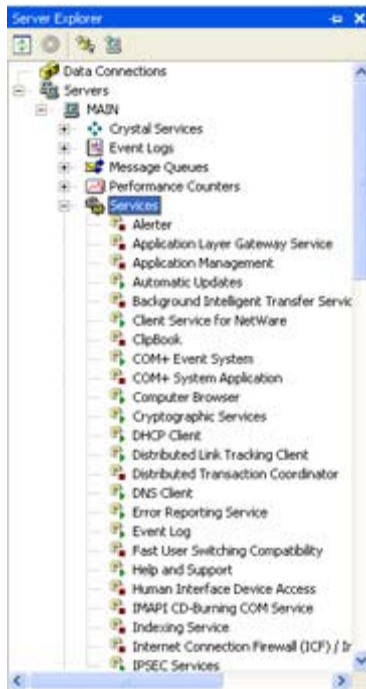 Server Explorer
Data Connections
Servers
MAIN
Crystal Services
Event Logs
Message Queues
Performance Counters
Services
Alerter
Application Layer Gateway Service
Application Management
Automatic Updates
Background Intelligent Transfer Servic
Client Service for NetWare
ClipBook
COM+ Event System
COM+ System Application
Computer Browser
Cryptographic Services
DHCP Client
Distributed Link Tracking Client
Distributed Transaction Coordinator
DNS Client
Error Reporting Service
Event Log
Fast User Switching Compatibility
Help and Support
Human Interface Device Access
IMAPI CD-Burning COM Service
Indexing Service
Internet Connection Firewall (ICF) / Ir
IPSEC Services